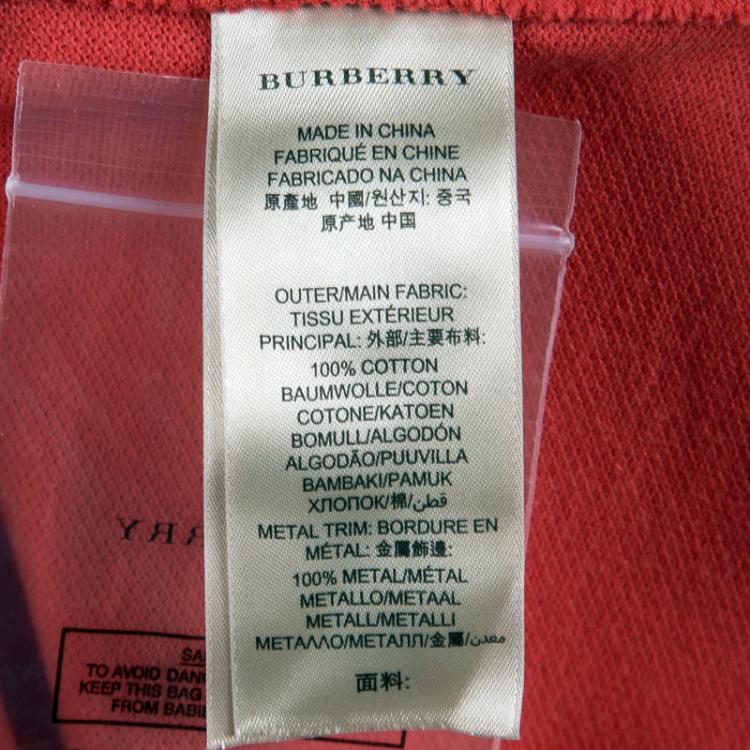 BURBERRY
MADE IN CHINA
FABRIQUÉ EN CHINE
FABRICADO NA CHINA
原產地 中國/원산지: 중국
原产地 中国
OUTER/MAIN FABRIC:
TISSU EXTÉRIEUR
PRINCIPAL: 外部/主要布料:
100% COTTON
BAUMWOLLE/COTON
COTONE/KATOEN
BOMULL/ALGODÓN
ALGODÃO/PUUVILLA
BAMBAKI/PAMUK
ХЛОПОК/棉/قطن
METAL TRIM: BORDURE EN
MÉTAL: 金屬飾邊:
100% METAL/MÉTAL
METALLO/METAAL
METALL/METALLI
ΜΕΤΑΛΛΟ/МЕТАЛЛ/金屬/معدن
面料:
TO AVOID
KEEP THIS BAG
FROM